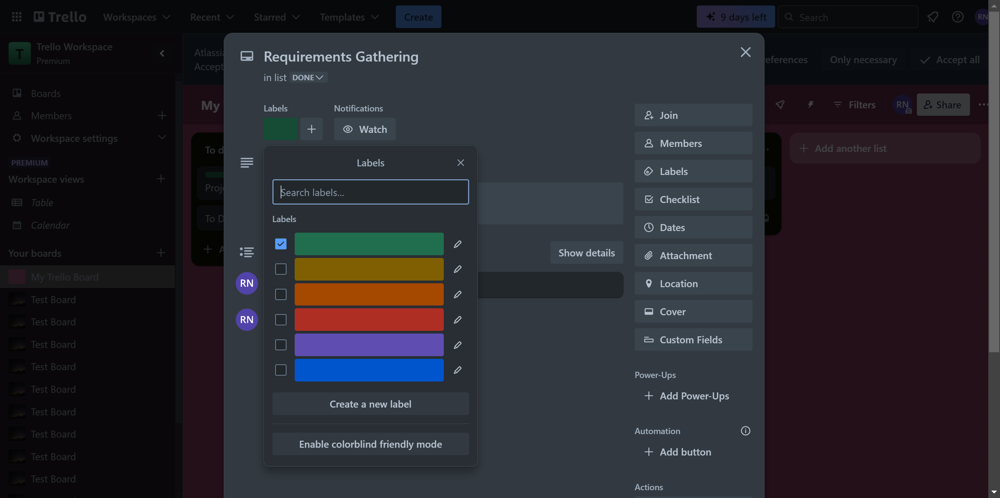 Trello
Workspaces
Recent
Starred
Templates
Create
9 days left
Search
RN
T
Trello Workspace
Premium
Boards
Members
Workspace settings
PREMIUM
Workspace views
Table
Calendar
Your boards
My Trello Board
Test Board
Test Board
Test Board
Test Board
Test Board
Test Board
Test Board
Test Board
Test Board
Accept
Only necessary
Accept all
My
Filters
RN
Share
To d
To D
Add another list
Requirements Gathering
in list DONE
Labels
Notifications
Watch
Labels
Search labels...
Labels
Create a new label
Enable colorblind friendly mode
Show details
RN
RN
Join
Members
Labels
Checklist
Dates
Attachment
Location
Cover
Custom Fields
Power-Ups
Add Power-Ups
Automation
Add button
Actions